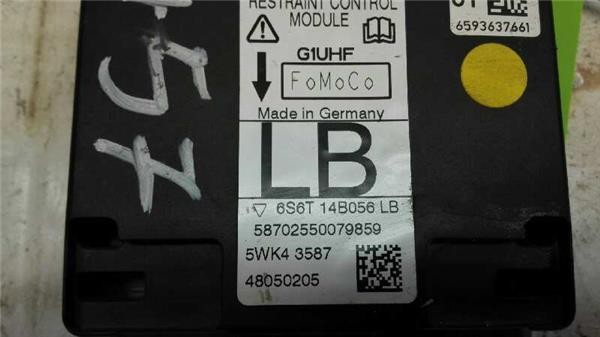 RESTRAINT CONTROL
MODULE
6593637661
G1UHF
FoMoCo
Made in Germany
LB
6S6T 14B056 LB
58702550079859
5WK4 3587
48050205